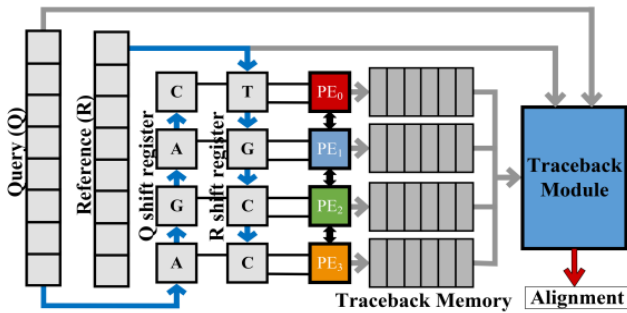 Query (Q)
Reference (R)
Q shift register
R shift register
C T PE0
A G PE1
G C PE2
A C PE3
Traceback Memory
Traceback
Module
Alignment